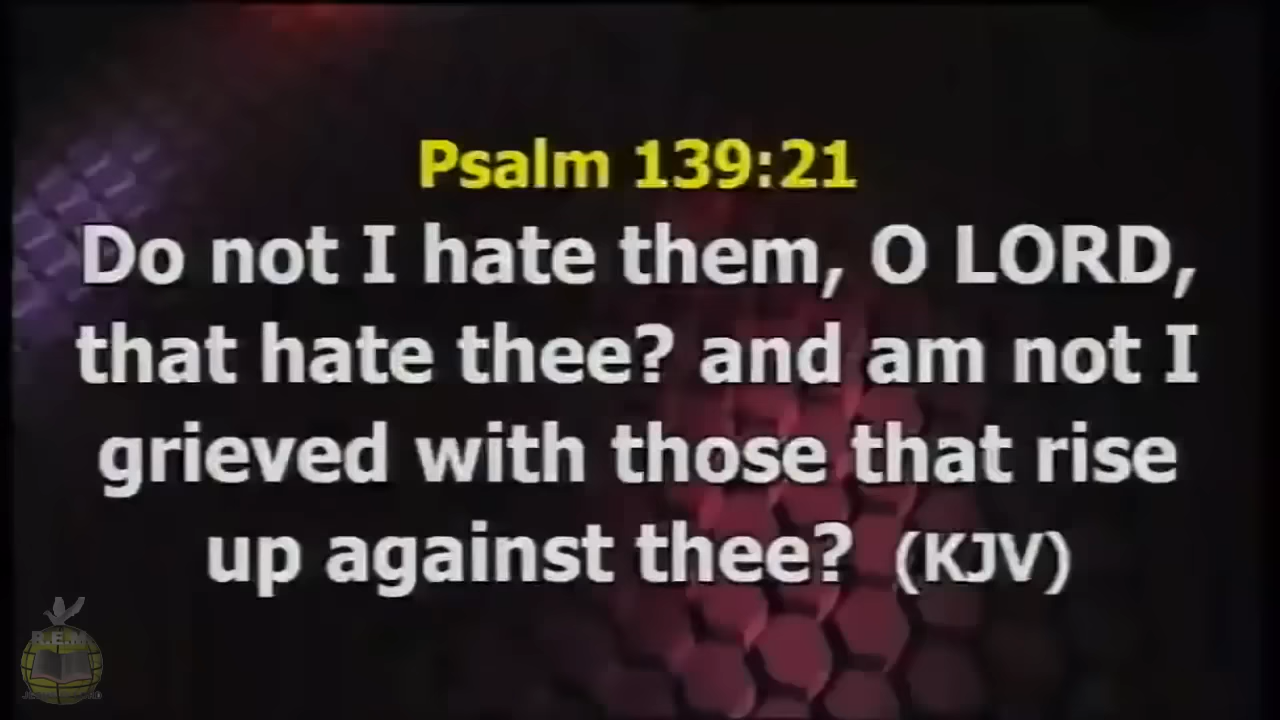 Psalm 139:21
Do not I hate them, O LORD,
that hate thee? and am not I
grieved with those that rise
up against thee? (KJV)
R.E.M.